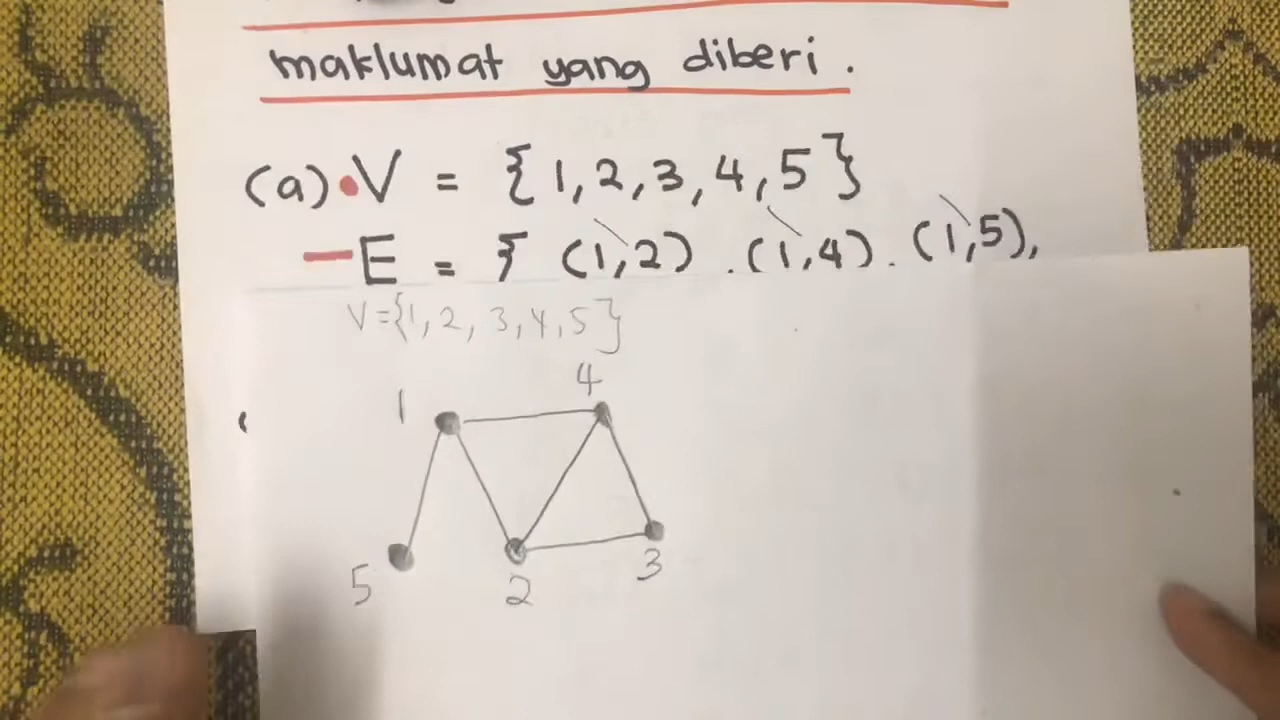 maklumat yang diberi.
(a) • V = {1, 2, 3, 4, 5}
– E = { (1,2), (1,4), (1,5),
V={1, 2, 3, 4, 5}
4
1
3
5
2